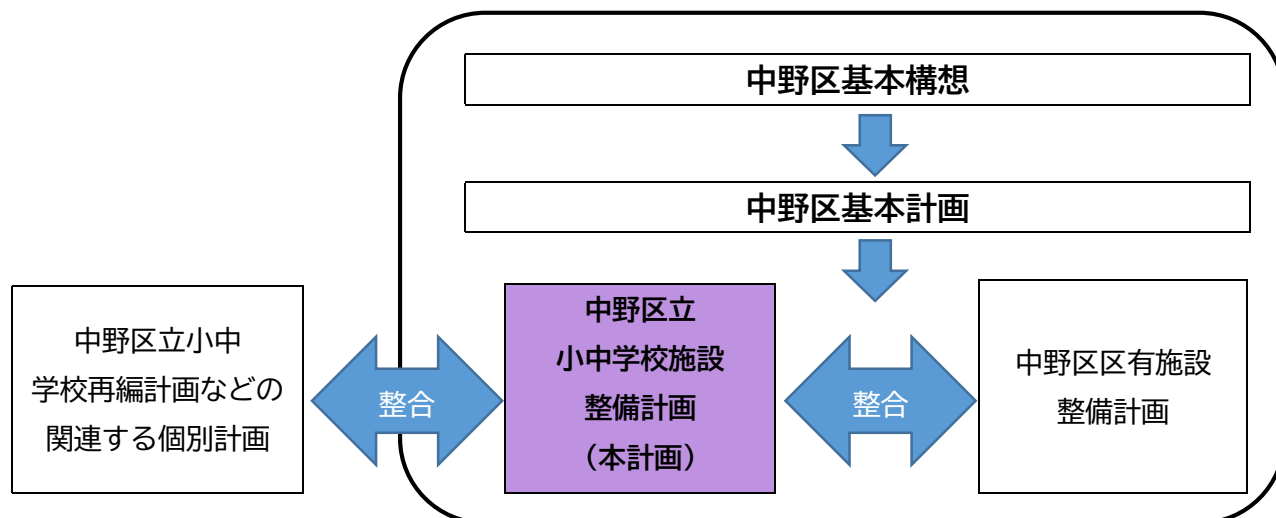 中野区基本構想
中野区基本計画
中野区立小中
学校再編計画などの
関連する個別計画
整合
中野区立
小中学校施設
整備計画
（本計画）
整合
中野区区有施設
整備計画